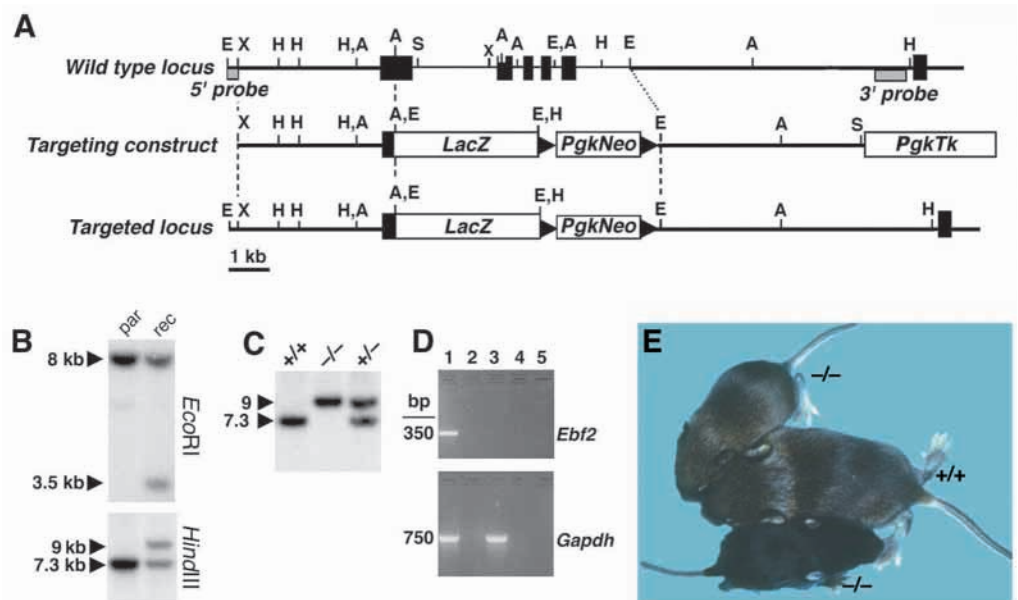 A
E X H H H,A A S X A A E,A H E A H
Wild type locus
5' probe
3' probe
X H H H,A A,E E,H E A S
Targeting construct
LacZ
PgkNeo
PgkTk
E X H H H,A A,E E,H E A H
Targeted locus
LacZ
PgkNeo
1 kb
B
par rec
8 kb
3.5 kb
EcoRI
9 kb
7.3 kb
HindIII
C
+/+ –/– +/–
9
7.3
D
1 2 3 4 5
bp
350
Ebf2
750
Gapdh
E
–/–
+/+
–/–